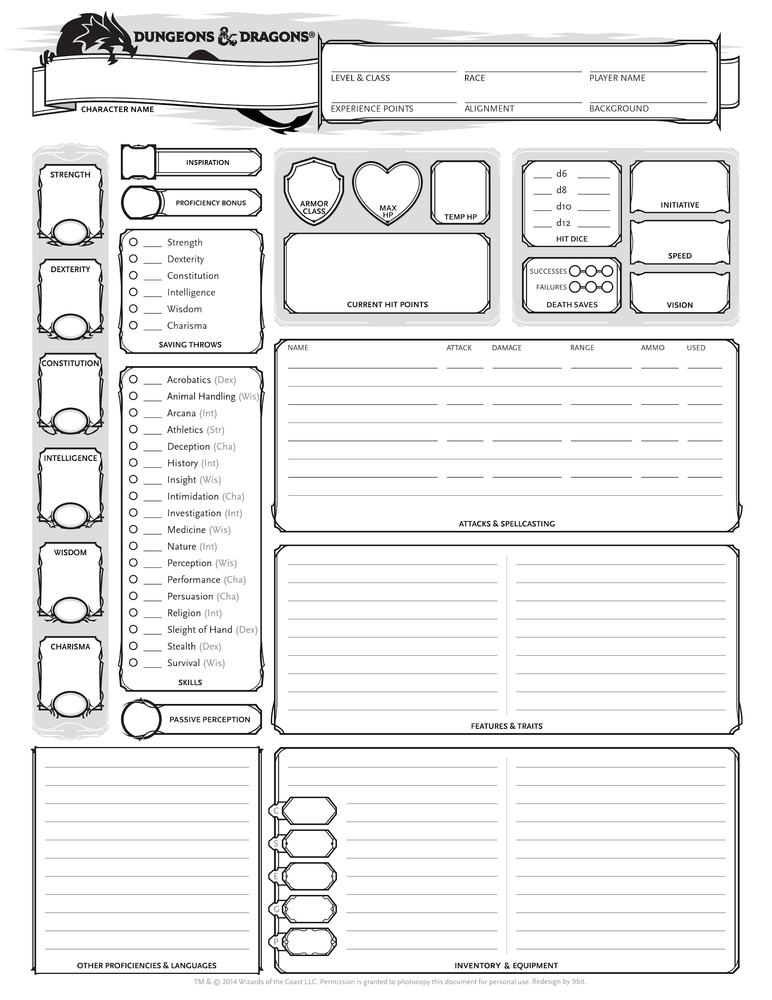 DUNGEONS & DRAGONS®
CHARACTER NAME
LEVEL & CLASS
RACE
PLAYER NAME
EXPERIENCE POINTS
ALIGNMENT
BACKGROUND
STRENGTH
DEXTERITY
CONSTITUTION
INTELLIGENCE
WISDOM
CHARISMA
INSPIRATION
PROFICIENCY BONUS
Strength
Dexterity
Constitution
Intelligence
Wisdom
Charisma
SAVING THROWS
Acrobatics (Dex)
Animal Handling (Wis)
Arcana (Int)
Athletics (Str)
Deception (Cha)
History (Int)
Insight (Wis)
Intimidation (Cha)
Investigation (Int)
Medicine (Wis)
Nature (Int)
Perception (Wis)
Performance (Cha)
Persuasion (Cha)
Religion (Int)
Sleight of Hand (Dex)
Stealth (Dex)
Survival (Wis)
SKILLS
PASSIVE PERCEPTION
ARMOR
CLASS
MAX
HP
TEMP HP
CURRENT HIT POINTS
d6
d8
d10
d12
HIT DICE
SUCCESSES
FAILURES
DEATH SAVES
INITIATIVE
SPEED
VISION
NAME ATTACK DAMAGE RANGE AMMO USED
ATTACKS & SPELLCASTING
FEATURES & TRAITS
OTHER PROFICIENCIES & LANGUAGES
C
S
E
G
P
INVENTORY & EQUIPMENT
TM & © 2014 Wizards of the Coast LLC. Permission is granted to photocopy this document for personal use. Redesign by 9bit.